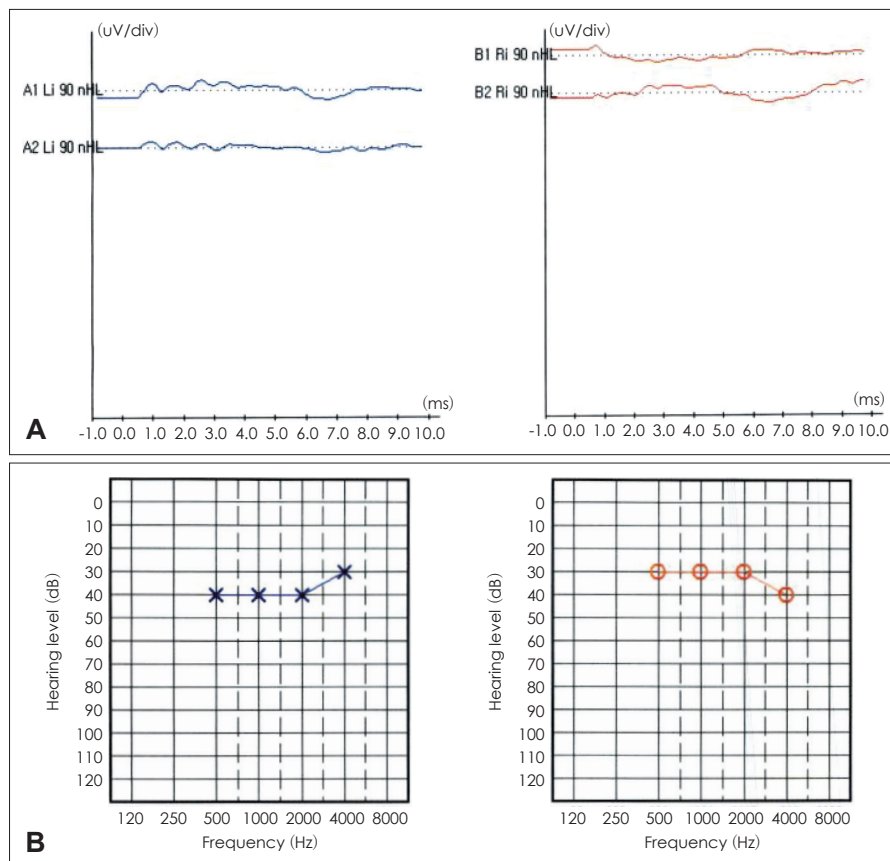 (uV/div)
A1 Li 90 nHL
A2 Li 90 nHL
(ms)
-1.0 0.0 1.0 2.0 3.0 4.0 5.0 6.0 7.0 8.0 9.0 10.0
(uV/div)
B1 Ri 90 nHL
B2 Ri 90 nHL
(ms)
-1.0 0.0 1.0 2.0 3.0 4.0 5.0 6.0 7.0 8.0 9.0 10.0
A
Hearing level (dB)
0
10
20
30
40
50
60
70
80
90
100
110
120
120 250 500 1000 2000 4000 8000
Frequency (Hz)
Hearing level (dB)
0
10
20
30
40
50
60
70
80
90
100
110
120
120 250 500 1000 2000 4000 8000
Frequency (Hz)
B